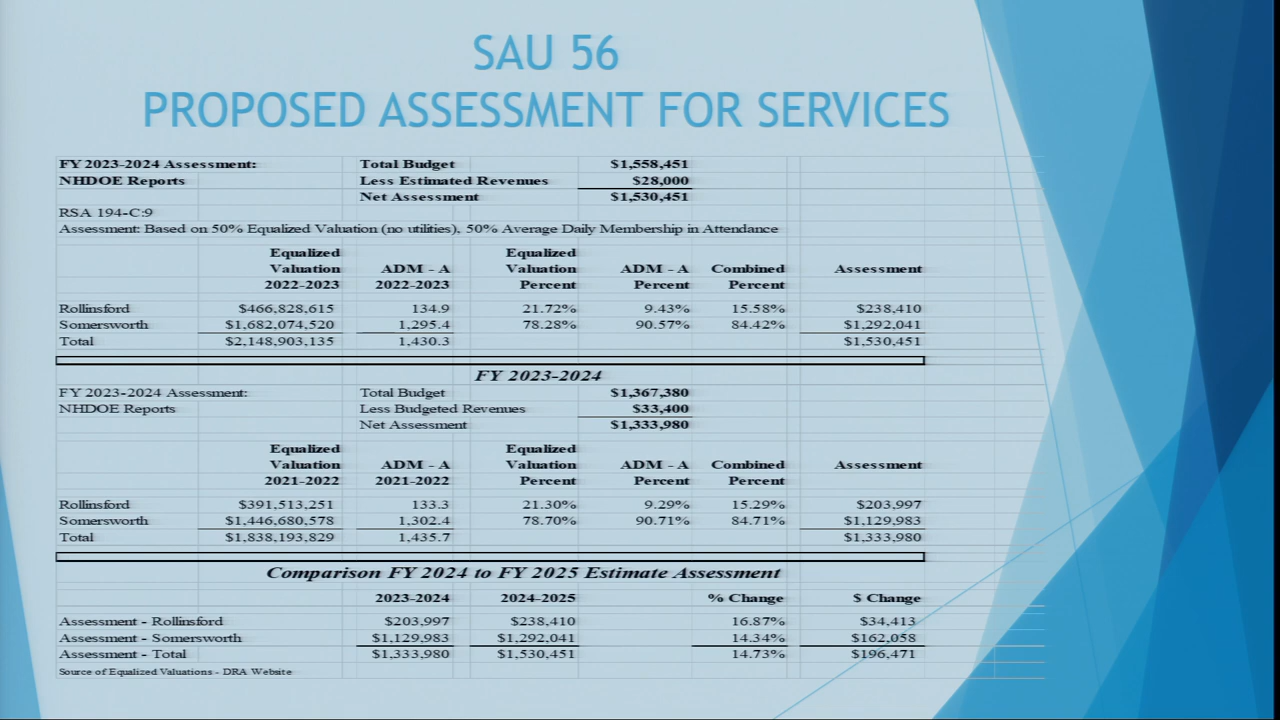 SAU 56
PROPOSED ASSESSMENT FOR SERVICES
FY 2023-2024 Assessment: Total Budget $1,558,451
NHDOE Reports Less Estimated Revenues $28,000
Net Assessment $1,530,451
RSA 194-C:9
Assessment: Based on 50% Equalized Valuation (no utilities), 50% Average Daily Membership in Attendance
Equalized Equalized
Valuation ADM - A Valuation ADM - A Combined Assessment
2022-2023 2022-2023 Percent Percent Percent
Rollinsford $466,828,615 134.9 21.72% 9.43% 15.58% $238,410
Somersworth $1,682,074,520 1,295.4 78.28% 90.57% 84.42% $1,292,041
Total $2,148,903,135 1,430.3 $1,530,451
FY 2023-2024
FY 2023-2024 Assessment: Total Budget $1,367,380
NHDOE Reports Less Budgeted Revenues $33,400
Net Assessment $1,333,980
Equalized Equalized
Valuation ADM - A Valuation ADM - A Combined Assessment
2021-2022 2021-2022 Percent Percent Percent
Rollinsford $391,513,251 133.3 21.30% 9.29% 15.29% $203,997
Somersworth $1,446,680,578 1,302.4 78.70% 90.71% 84.71% $1,129,983
Total $1,838,193,829 1,435.7 $1,333,980
Comparison FY 2024 to FY 2025 Estimate Assessment
2023-2024 2024-2025 % Change $ Change
Assessment - Rollinsford $203,997 $238,410 16.87% $34,413
Assessment - Somersworth $1,129,983 $1,292,041 14.34% $162,058
Assessment - Total $1,333,980 $1,530,451 14.73% $196,471
Source of Equalized Valuations - DRA Website